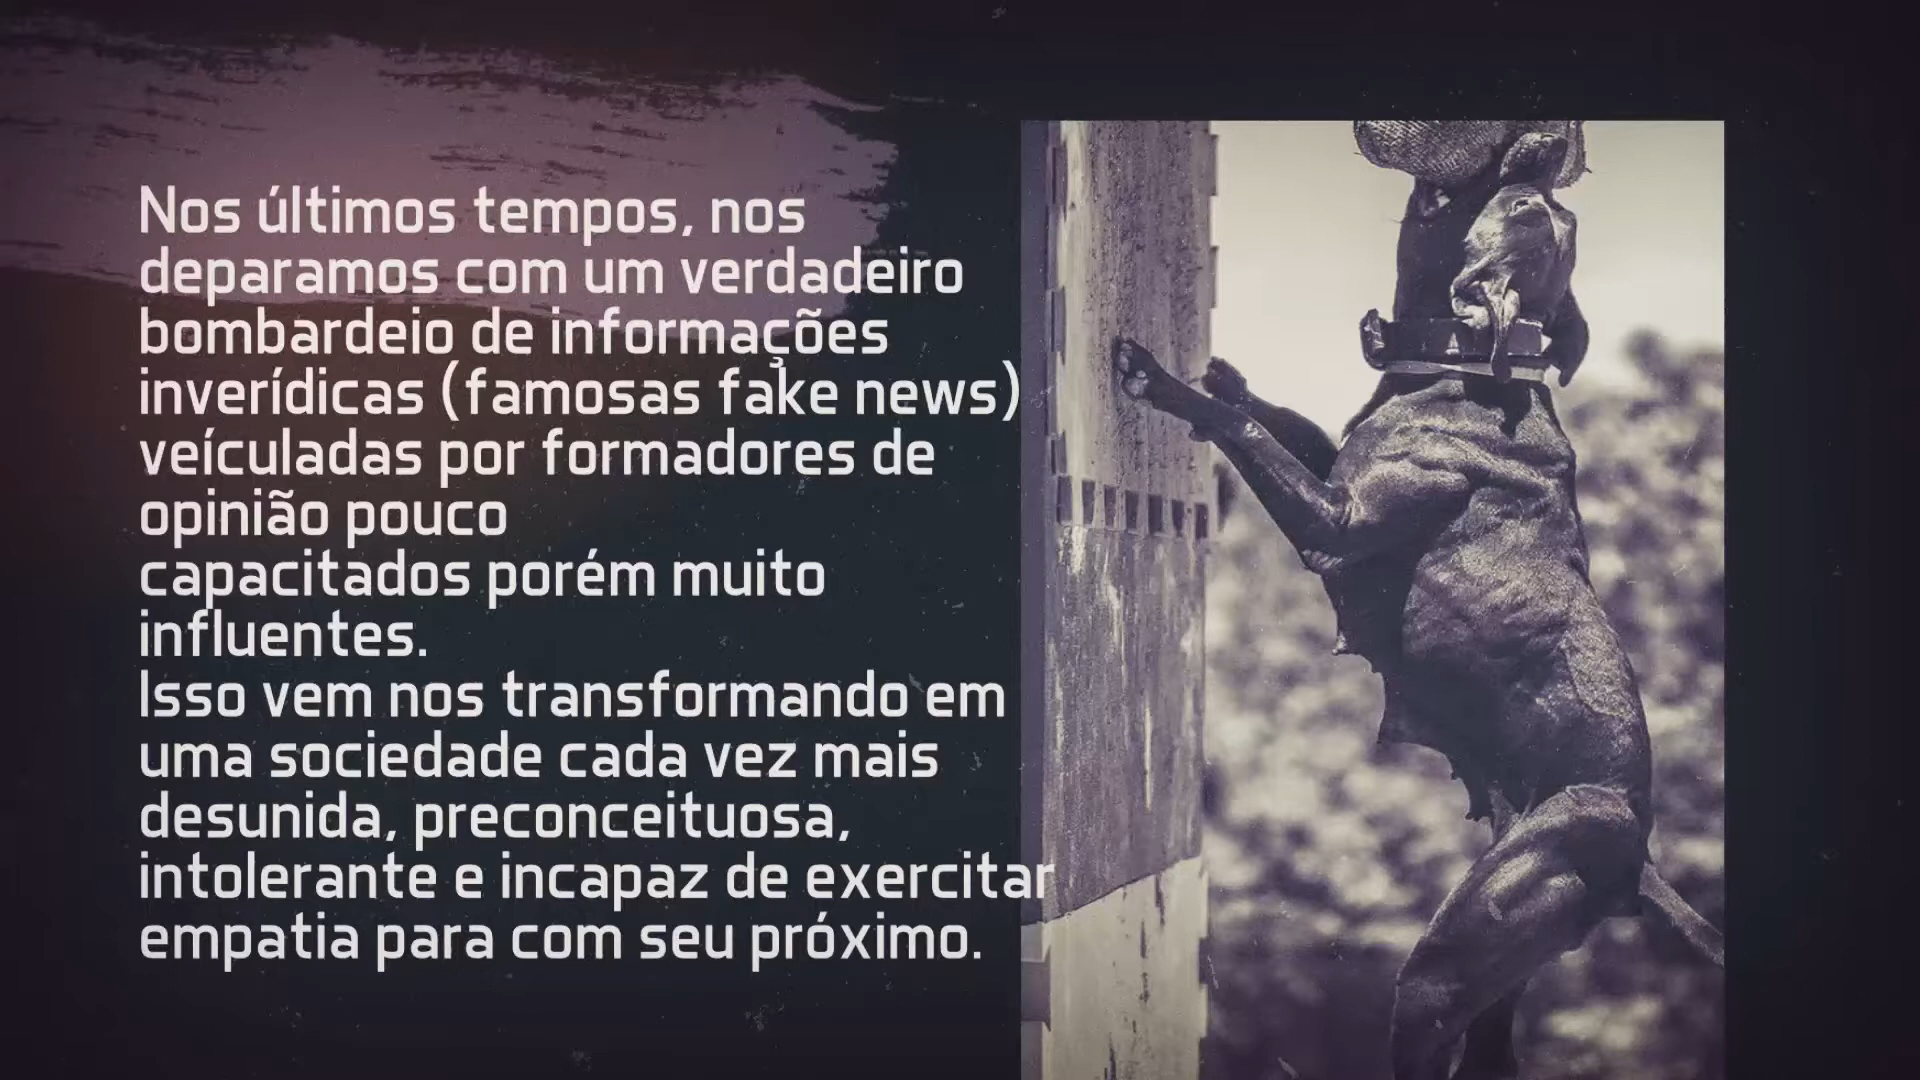 Nos últimos tempos, nos
deparamos com um verdadeiro
bombardeio de informações
inverídicas (famosas fake news)
veículadas por formadores de
opinião pouco
capacitados porém muito
influentes.
Isso vem nos transformando em
uma sociedade cada vez mais
desunida, preconceituosa,
intolerante e incapaz de exercitar
empatia para com seu próximo.